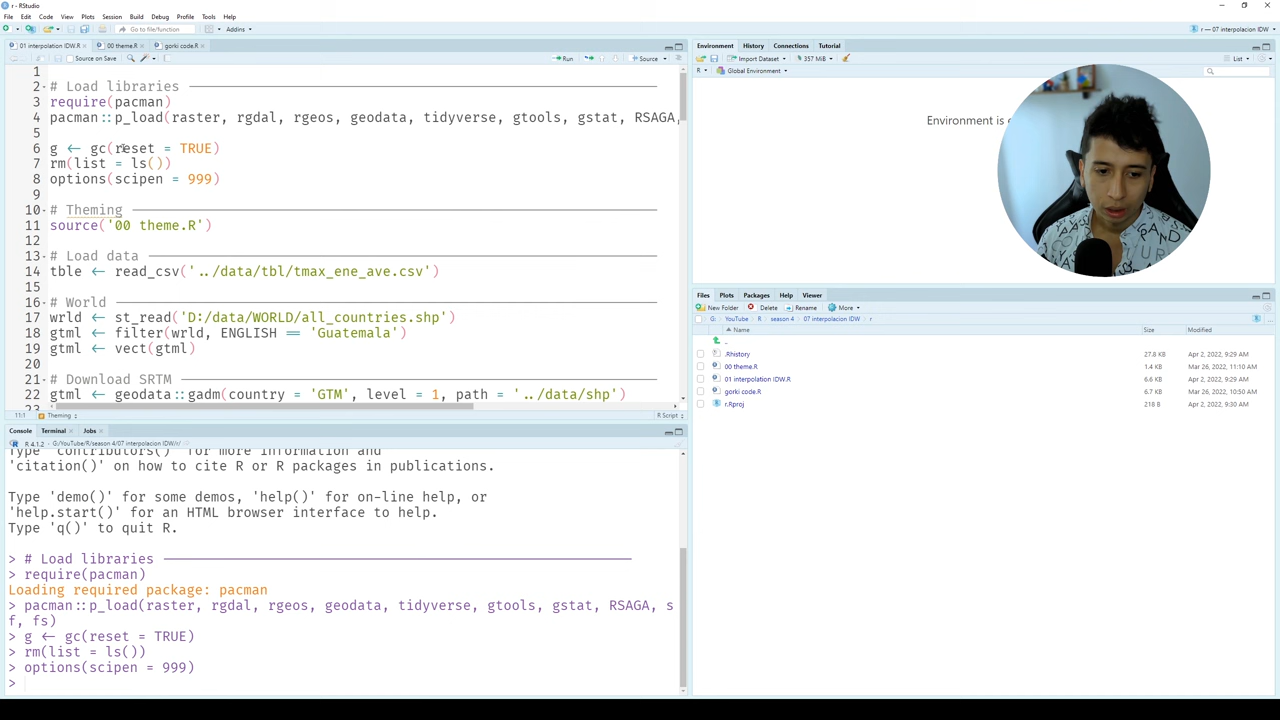 r - RStudio
File Edit Code View Plots Session Build Debug Profile Tools Help
Go to file/function Addins
r — 07 interpolacion IDW
01 interpolation IDW.R 00 theme.R gorki code.R
Source on Save Run Source
1
2 # Load libraries
3 require(pacman)
4 pacman::p_load(raster, rgdal, rgeos, geodata, tidyverse, gtools, gstat, RSAGA,
5
6 g <- gc(reset = TRUE)
7 rm(list = ls())
8 options(scipen = 999)
9
10 # Theming
11 source('00 theme.R')
12
13 # Load data
14 tble <- read_csv('../data/tbl/tmax_ene_ave.csv')
15
16 # World
17 wrld <- st_read('D:/data/WORLD/all_countries.shp')
18 gtml <- filter(wrld, ENGLISH == 'Guatemala')
19 gtml <- vect(gtml)
20
21 # Download SRTM
22 gtml <- geodata::gadm(country = 'GTM', level = 1, path = '../data/shp')
23
11:1 Theming R Script
Console Terminal Jobs
R 4.1.2 · G:/YouTube/R/season 4/07 interpolacion IDW/r/
Type 'contributors()' for more information and
'citation()' on how to cite R or R packages in publications.
Type 'demo()' for some demos, 'help()' for on-line help, or
'help.start()' for an HTML browser interface to help.
Type 'q()' to quit R.
> # Load libraries
> require(pacman)
Loading required package: pacman
> pacman::p_load(raster, rgdal, rgeos, geodata, tidyverse, gtools, gstat, RSAGA, s
f, fs)
> g <- gc(reset = TRUE)
> rm(list = ls())
> options(scipen = 999)
>
Environment History Connections Tutorial
Import Dataset 357 MiB List
R Global Environment
Environment is
Files Plots Packages Help Viewer
New Folder Delete Rename More
G: YouTube R season 4 07 interpolacion IDW r
Name Size Modified
..
.Rhistory 27.8 KB Apr 2, 2022, 9:29 AM
00 theme.R 1.4 KB Mar 26, 2022, 11:10 AM
01 interpolation IDW.R 6.6 KB Apr 2, 2022, 9:29 AM
gorki code.R 6.7 KB Mar 26, 2022, 10:50 AM
r.Rproj 218 B Apr 2, 2022, 9:30 AM